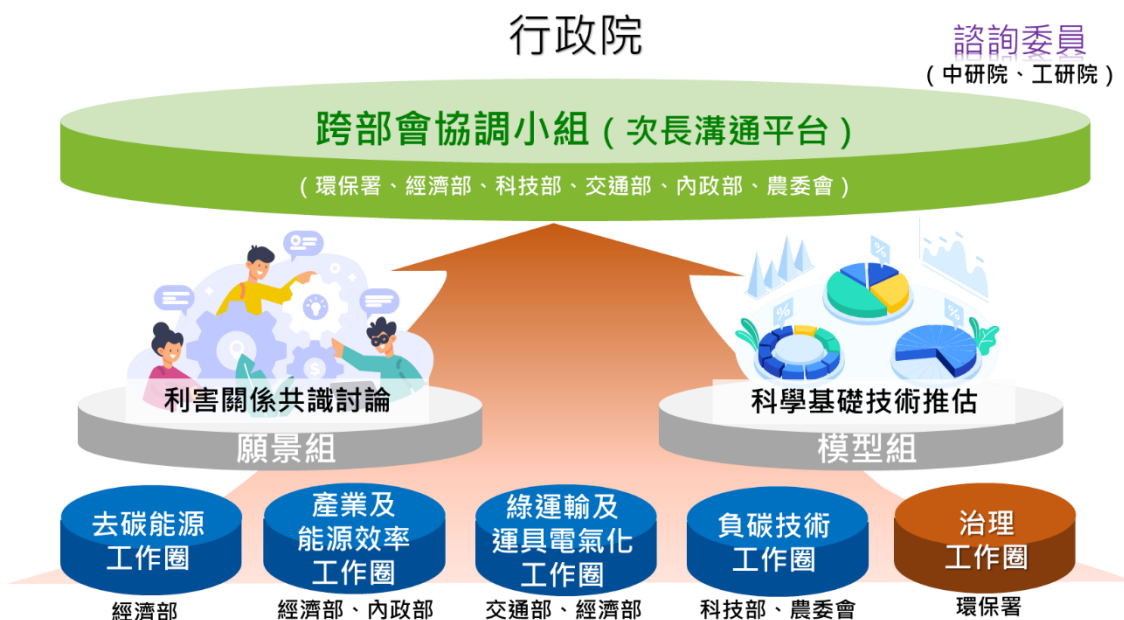 行政院
諮詢委員
(中研院、工研院)
跨部會協調小組(次長溝通平台)
(環保署、經濟部、科技部、交通部、內政部、農委會)
%
%
%
$
利害關係共識討論
願景組
科學基礎技術推估
模型組
去碳能源
工作圈
經濟部
產業及
能源效率
工作圈
經濟部、內政部
綠運輸及
運具電氣化
工作圈
交通部、經濟部
負碳技術
工作圈
科技部、農委會
治理
工作圈
環保署